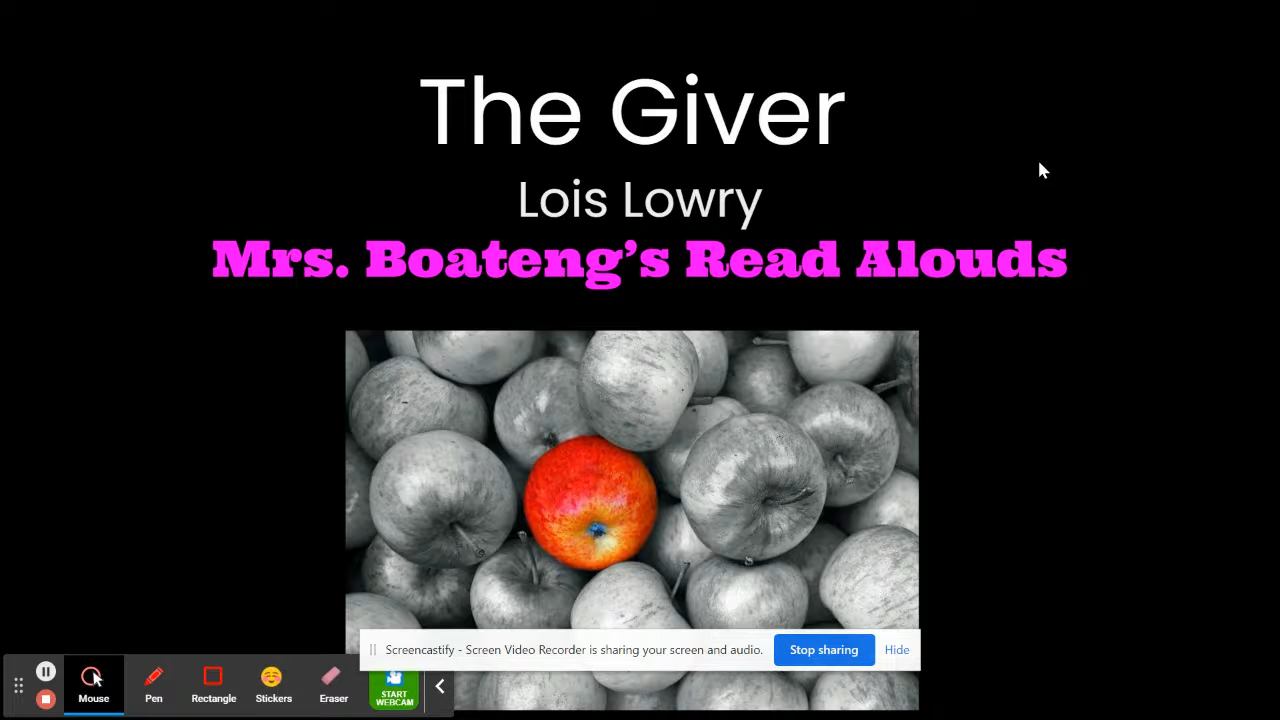 The Giver
Lois Lowry
Mrs. Boateng's Read Alouds
Screencastify - Screen Video Recorder is sharing your screen and audio.
Stop sharing
Hide
Mouse
Pen
Rectangle
Stickers
Eraser
START
WEBCAM